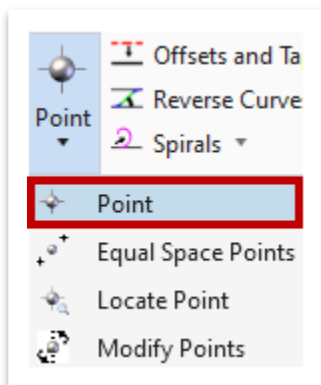 Offsets and Ta
Reverse Curve
Point
Spirals
Point
Equal Space Points
Locate Point
Modify Points